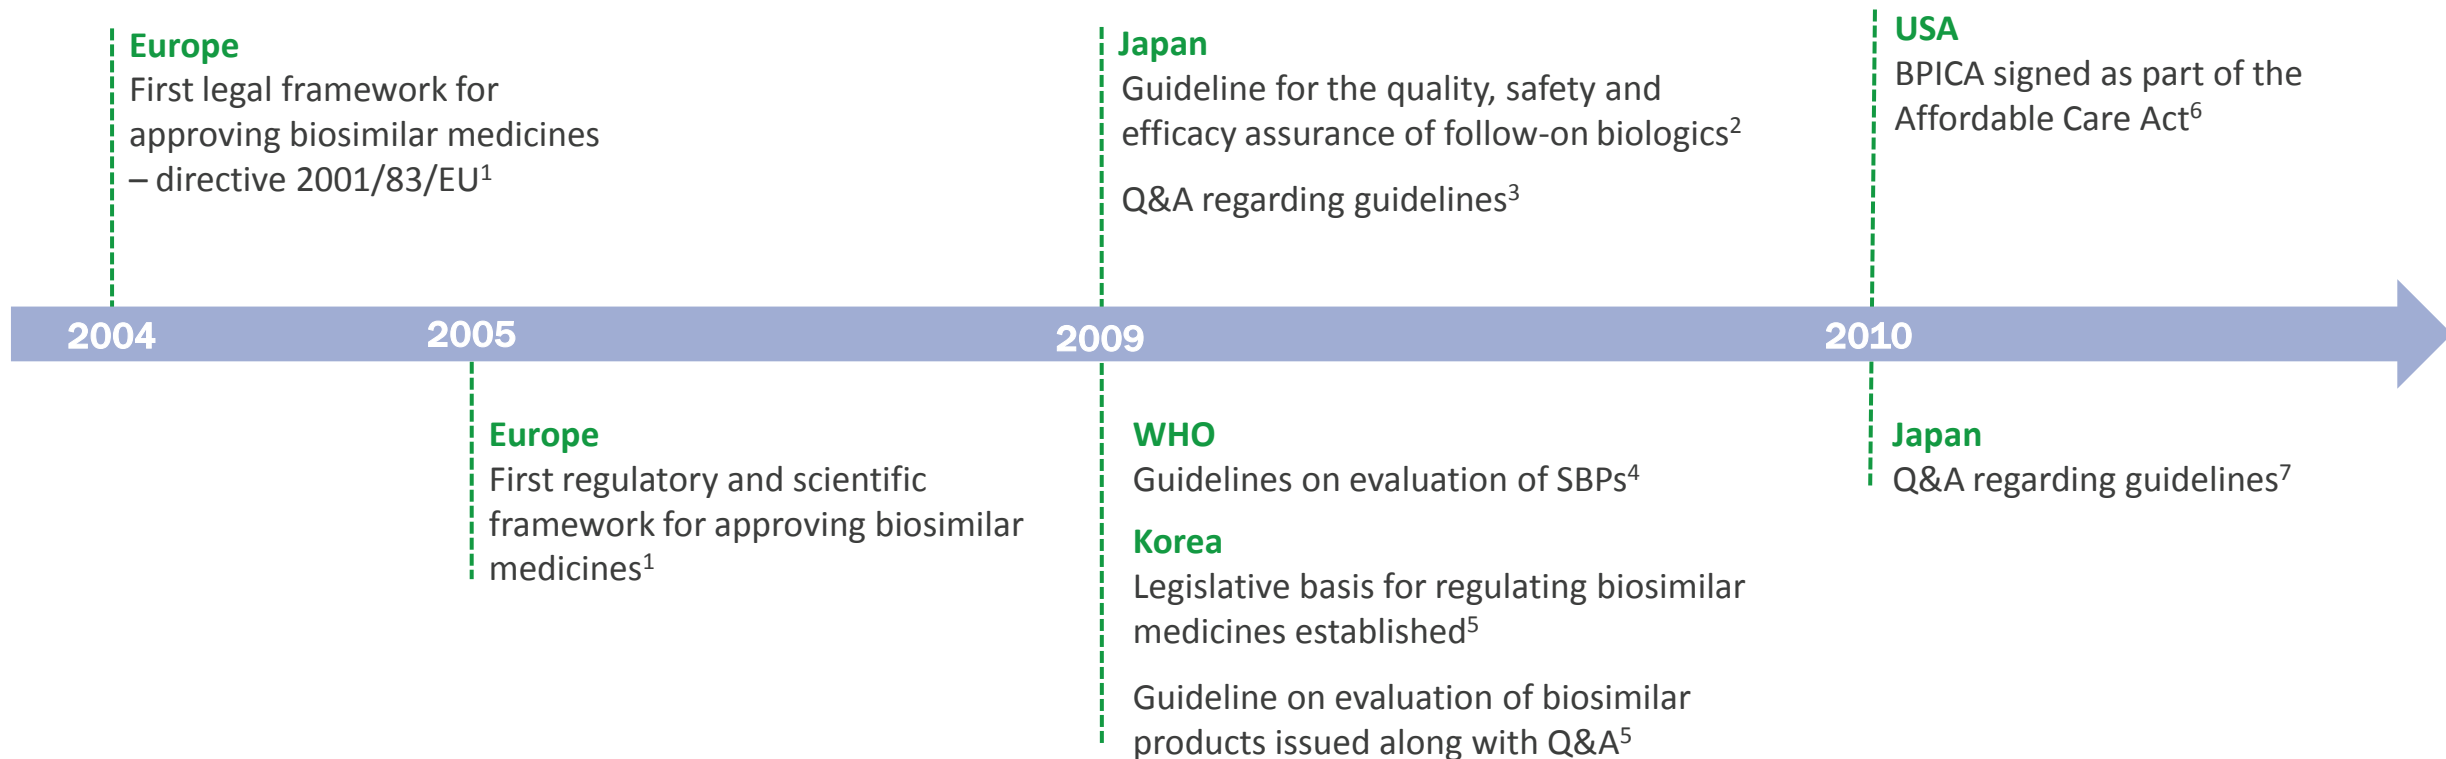 Europe
First legal framework for
approving biosimilar medicines
– directive 2001/83/EU¹
Japan
Guideline for the quality, safety and
efficacy assurance of follow-on biologics²
Q&A regarding guidelines³
USA
BPICA signed as part of the
Affordable Care Act⁶
2004
2005
2009
2010
Europe
First regulatory and scientific
framework for approving biosimilar
medicines¹
WHO
Guidelines on evaluation of SBPs⁴
Korea
Legislative basis for regulating biosimilar
medicines established⁵
Guideline on evaluation of biosimilar
products issued along with Q&A⁵
Japan
Q&A regarding guidelines⁷